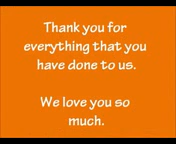 Thank you for
everything that you
have done to us.
We love you so
much.